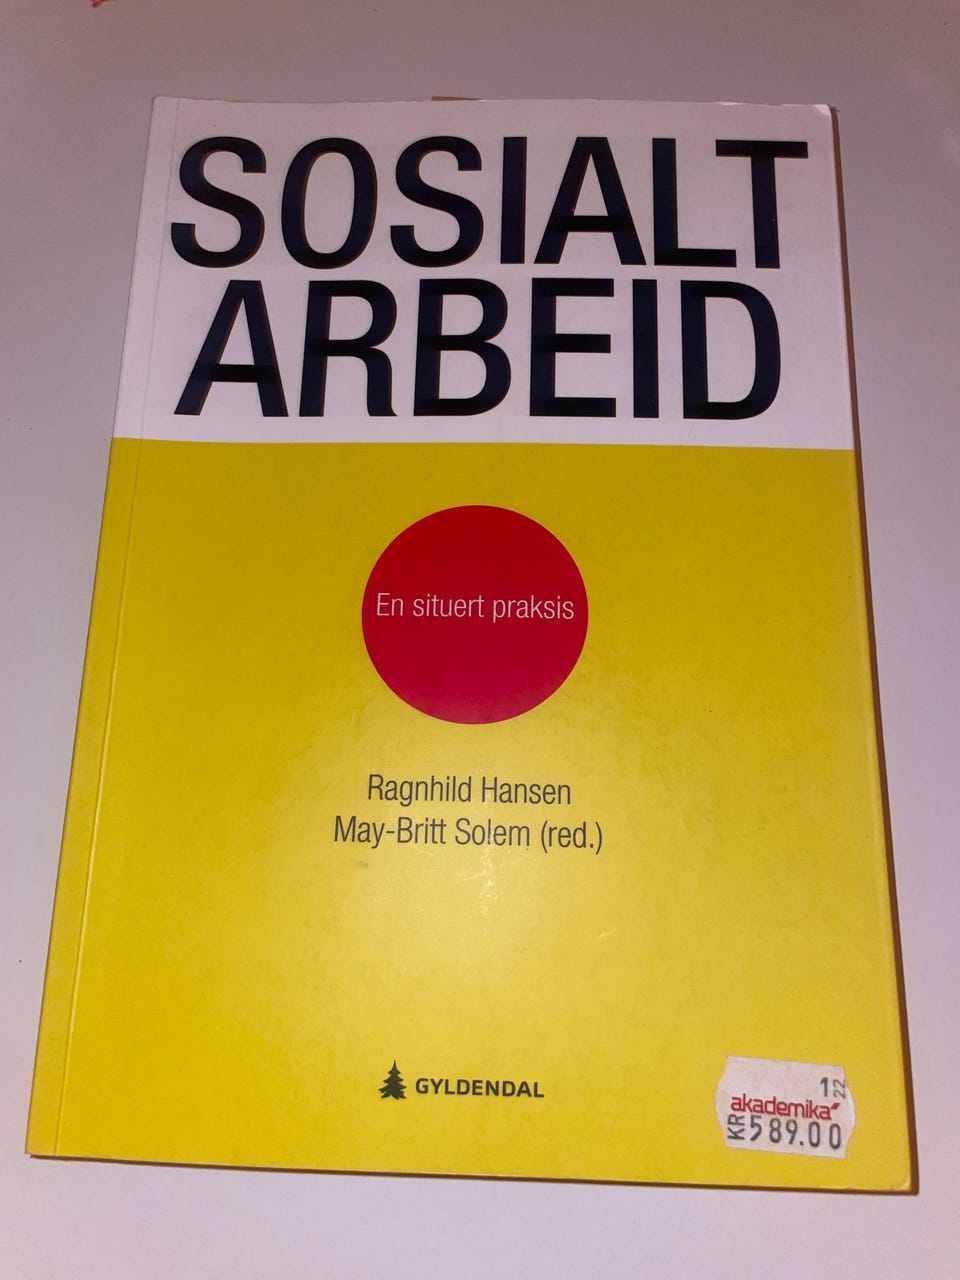 SOSIALT
ARBEID
En situert praksis
Ragnhild Hansen
May-Britt Solem (red.)
GYLDENDAL
1 22
akademika
KR 589.00